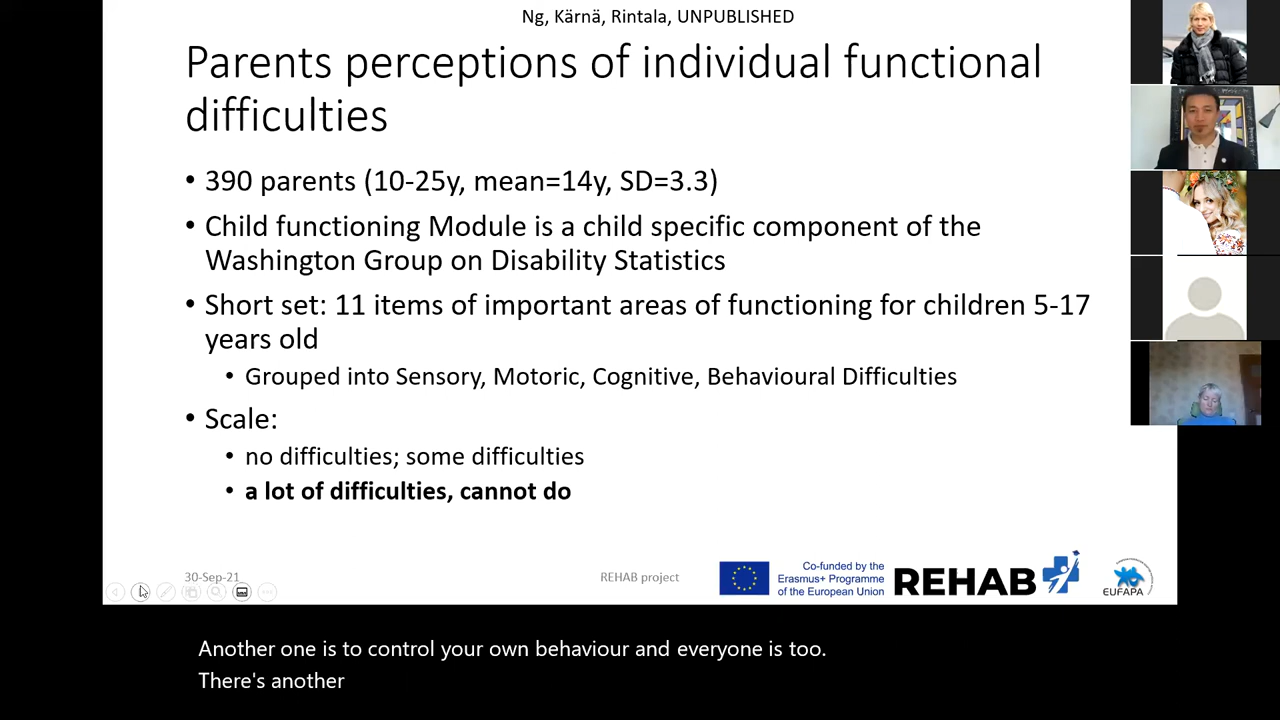 Ng, Kärnä, Rintala, UNPUBLISHED
Parents perceptions of individual functional
difficulties
• 390 parents (10-25y, mean=14y, SD=3.3)
• Child functioning Module is a child specific component of the
Washington Group on Disability Statistics
• Short set: 11 items of important areas of functioning for children 5-17
years old
• Grouped into Sensory, Motoric, Cognitive, Behavioural Difficulties
• Scale:
• no difficulties; some difficulties
• a lot of difficulties, cannot do
30-Sep-21
REHAB project
Co-funded by the
Erasmus+ Programme
of the European Union
REHAB
EUFAPA
Another one is to control your own behaviour and everyone is too.
There's another